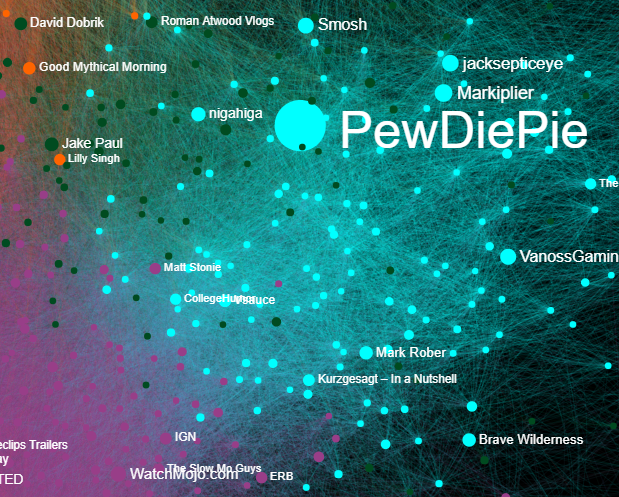 David Dobrik
Roman Atwood Vlogs
Smosh
Good Mythical Morning
jacksepticeye
Markiplier
nigahiga
PewDiePie
Jake Paul
Lilly Singh
The
VanossGamin
Matt Stonie
CollegeHumor
Vsauce
Mark Rober
Kurzgesagt – In a Nutshell
IGN
Brave Wilderness
eclips Trailers
ny
The Slow Mo Guys
WatchMojo.com
ERB
TED